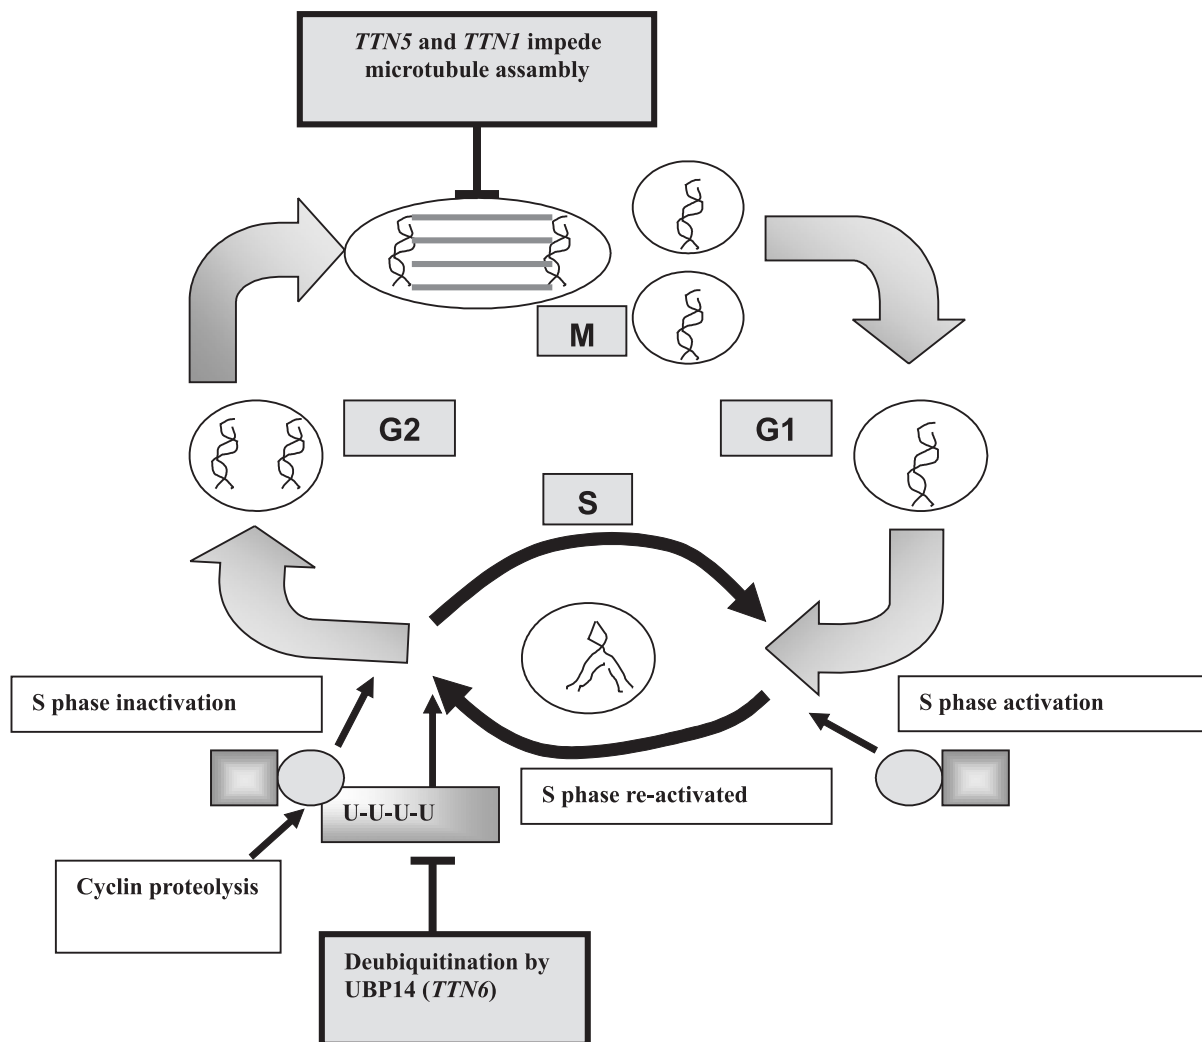 TTN5 and TTN1 impede
microtubule assambly
M
G2
G1
S
S phase inactivation
S phase activation
S phase re-activated
U-U-U-U
Cyclin proteolysis
Deubiquitination by
UBP14 (TTN6)